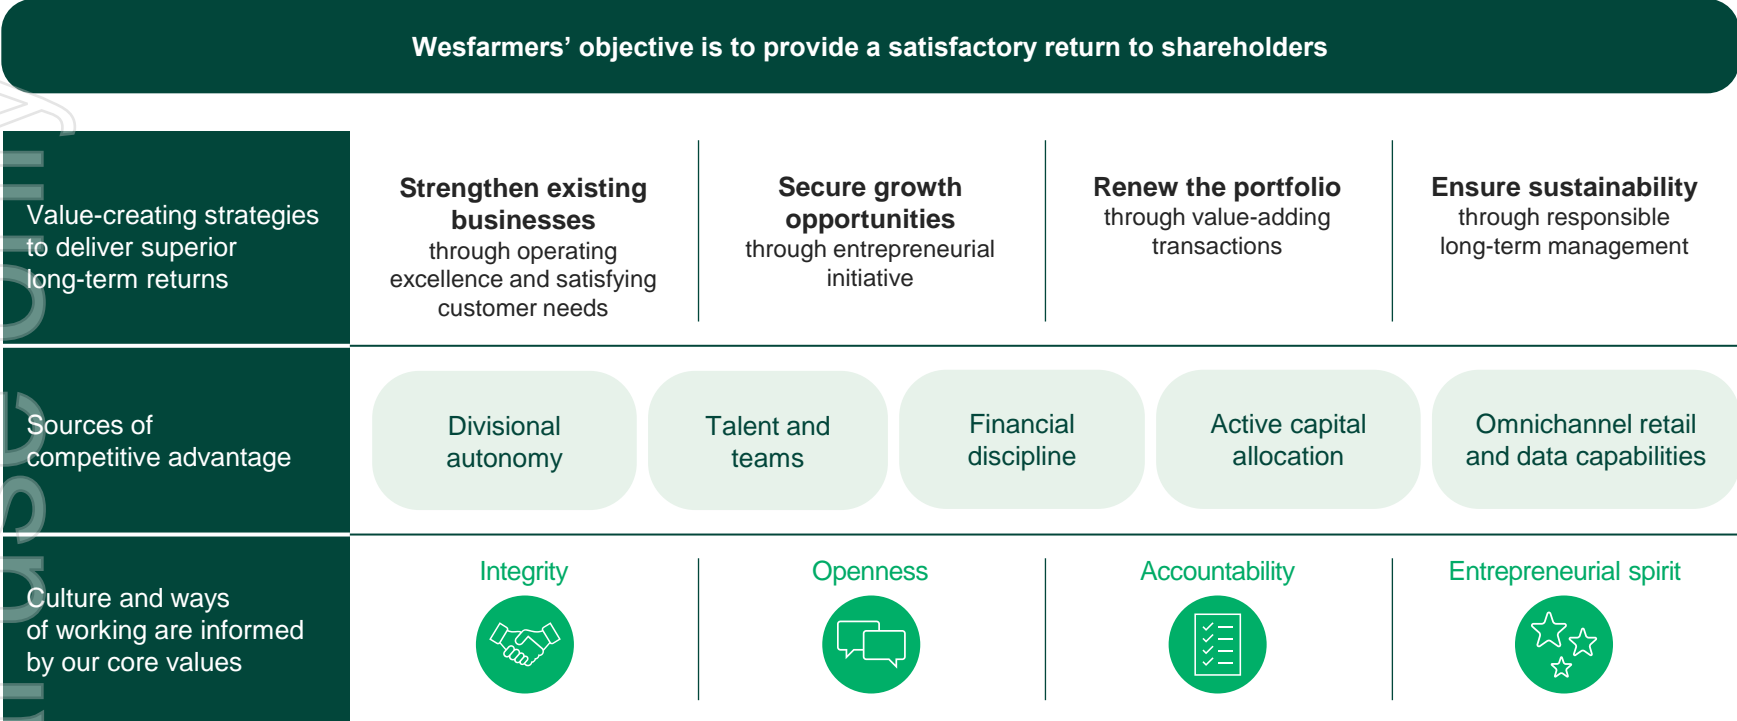 Wesfarmers’ objective is to provide a satisfactory return to shareholders
Value-creating strategies
to deliver superior
long-term returns
Strengthen existing
businesses
through operating
excellence and satisfying
customer needs
Secure growth
opportunities
through entrepreneurial
initiative
Renew the portfolio
through value-adding
transactions
Ensure sustainability
through responsible
long-term management
Sources of
competitive advantage
Divisional
autonomy
Talent and
teams
Financial
discipline
Active capital
allocation
Omnichannel retail
and data capabilities
Culture and ways
of working are informed
by our core values
Integrity
Openness
Accountability
Entrepreneurial spirit
use only